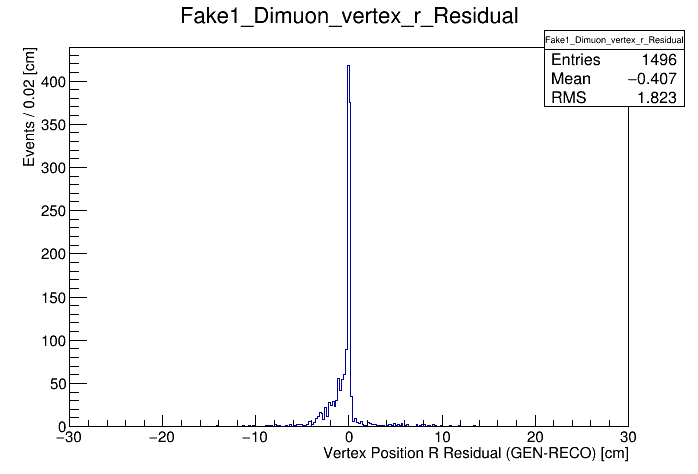 Fake1_Dimuon_vertex_r_Residual
Fake1_Dimuon_vertex_r_Residual
Entries 1496
Mean −0.407
RMS 1.823
Events / 0.02 [cm]
400
350
300
250
200
150
100
50
0
−30 −20 −10 0 10 20 30
Vertex Position R Residual (GEN-RECO) [cm]